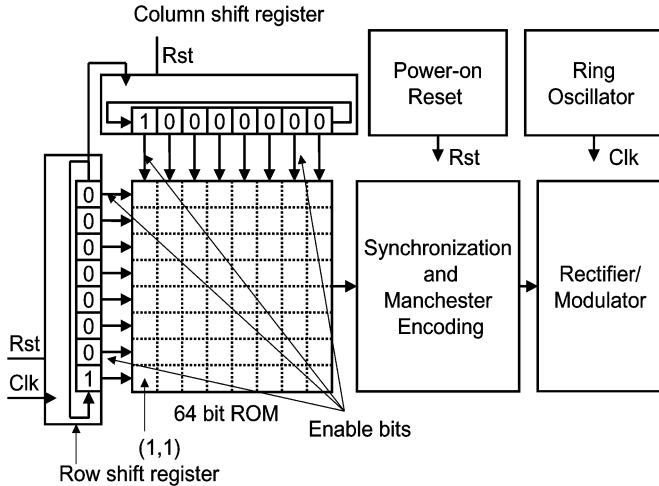 Column shift register
Rst
Power-on
Reset
Ring
Oscillator
1 0 0 0 0 0 0 0
Rst
Clk
0
0
0
0
0
0
0
1
Synchronization
and
Manchester
Encoding
Rectifier/
Modulator
Rst
Clk
64 bit ROM
Enable bits
(1,1)
Row shift register